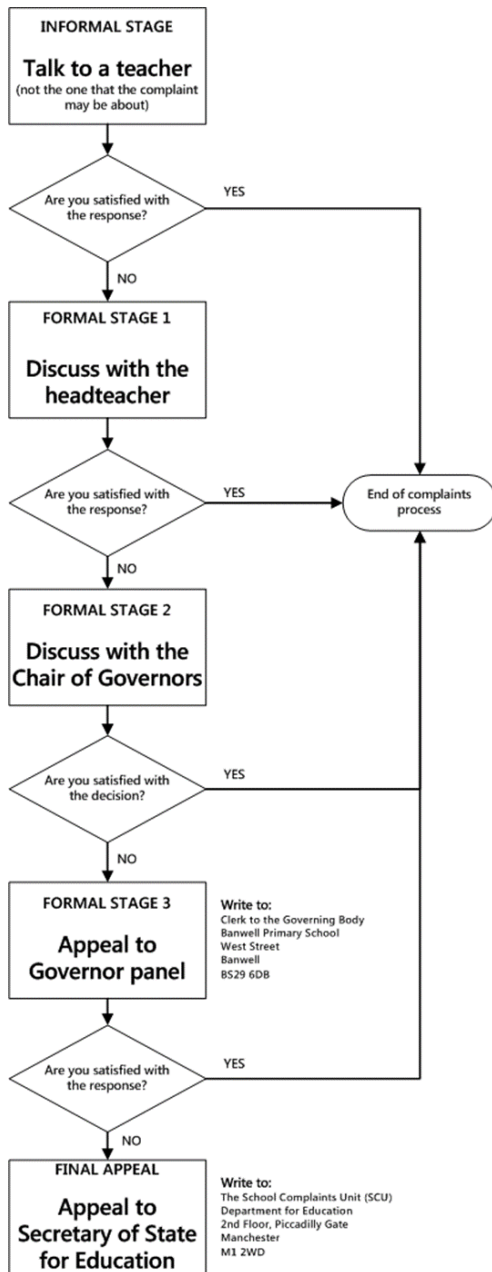 INFORMAL STAGE
Talk to a teacher
(not the one that the complaint
may be about)
Are you satisfied with
the response?
YES
NO
FORMAL STAGE 1
Discuss with the
headteacher
Are you satisfied with
the response?
YES
End of complaints
process
NO
FORMAL STAGE 2
Discuss with the
Chair of Governors
Are you satisfied with
the decision?
YES
NO
FORMAL STAGE 3
Appeal to
Governor panel
Write to:
Clerk to the Governing Body
Banwell Primary School
West Street
Banwell
BS29 6DB
Are you satisfied with
the response?
YES
NO
FINAL APPEAL
Appeal to
Secretary of State
for Education
Write to:
The School Complaints Unit (SCU)
Department for Education
2nd Floor, Piccadilly Gate
Manchester
M1 2WD